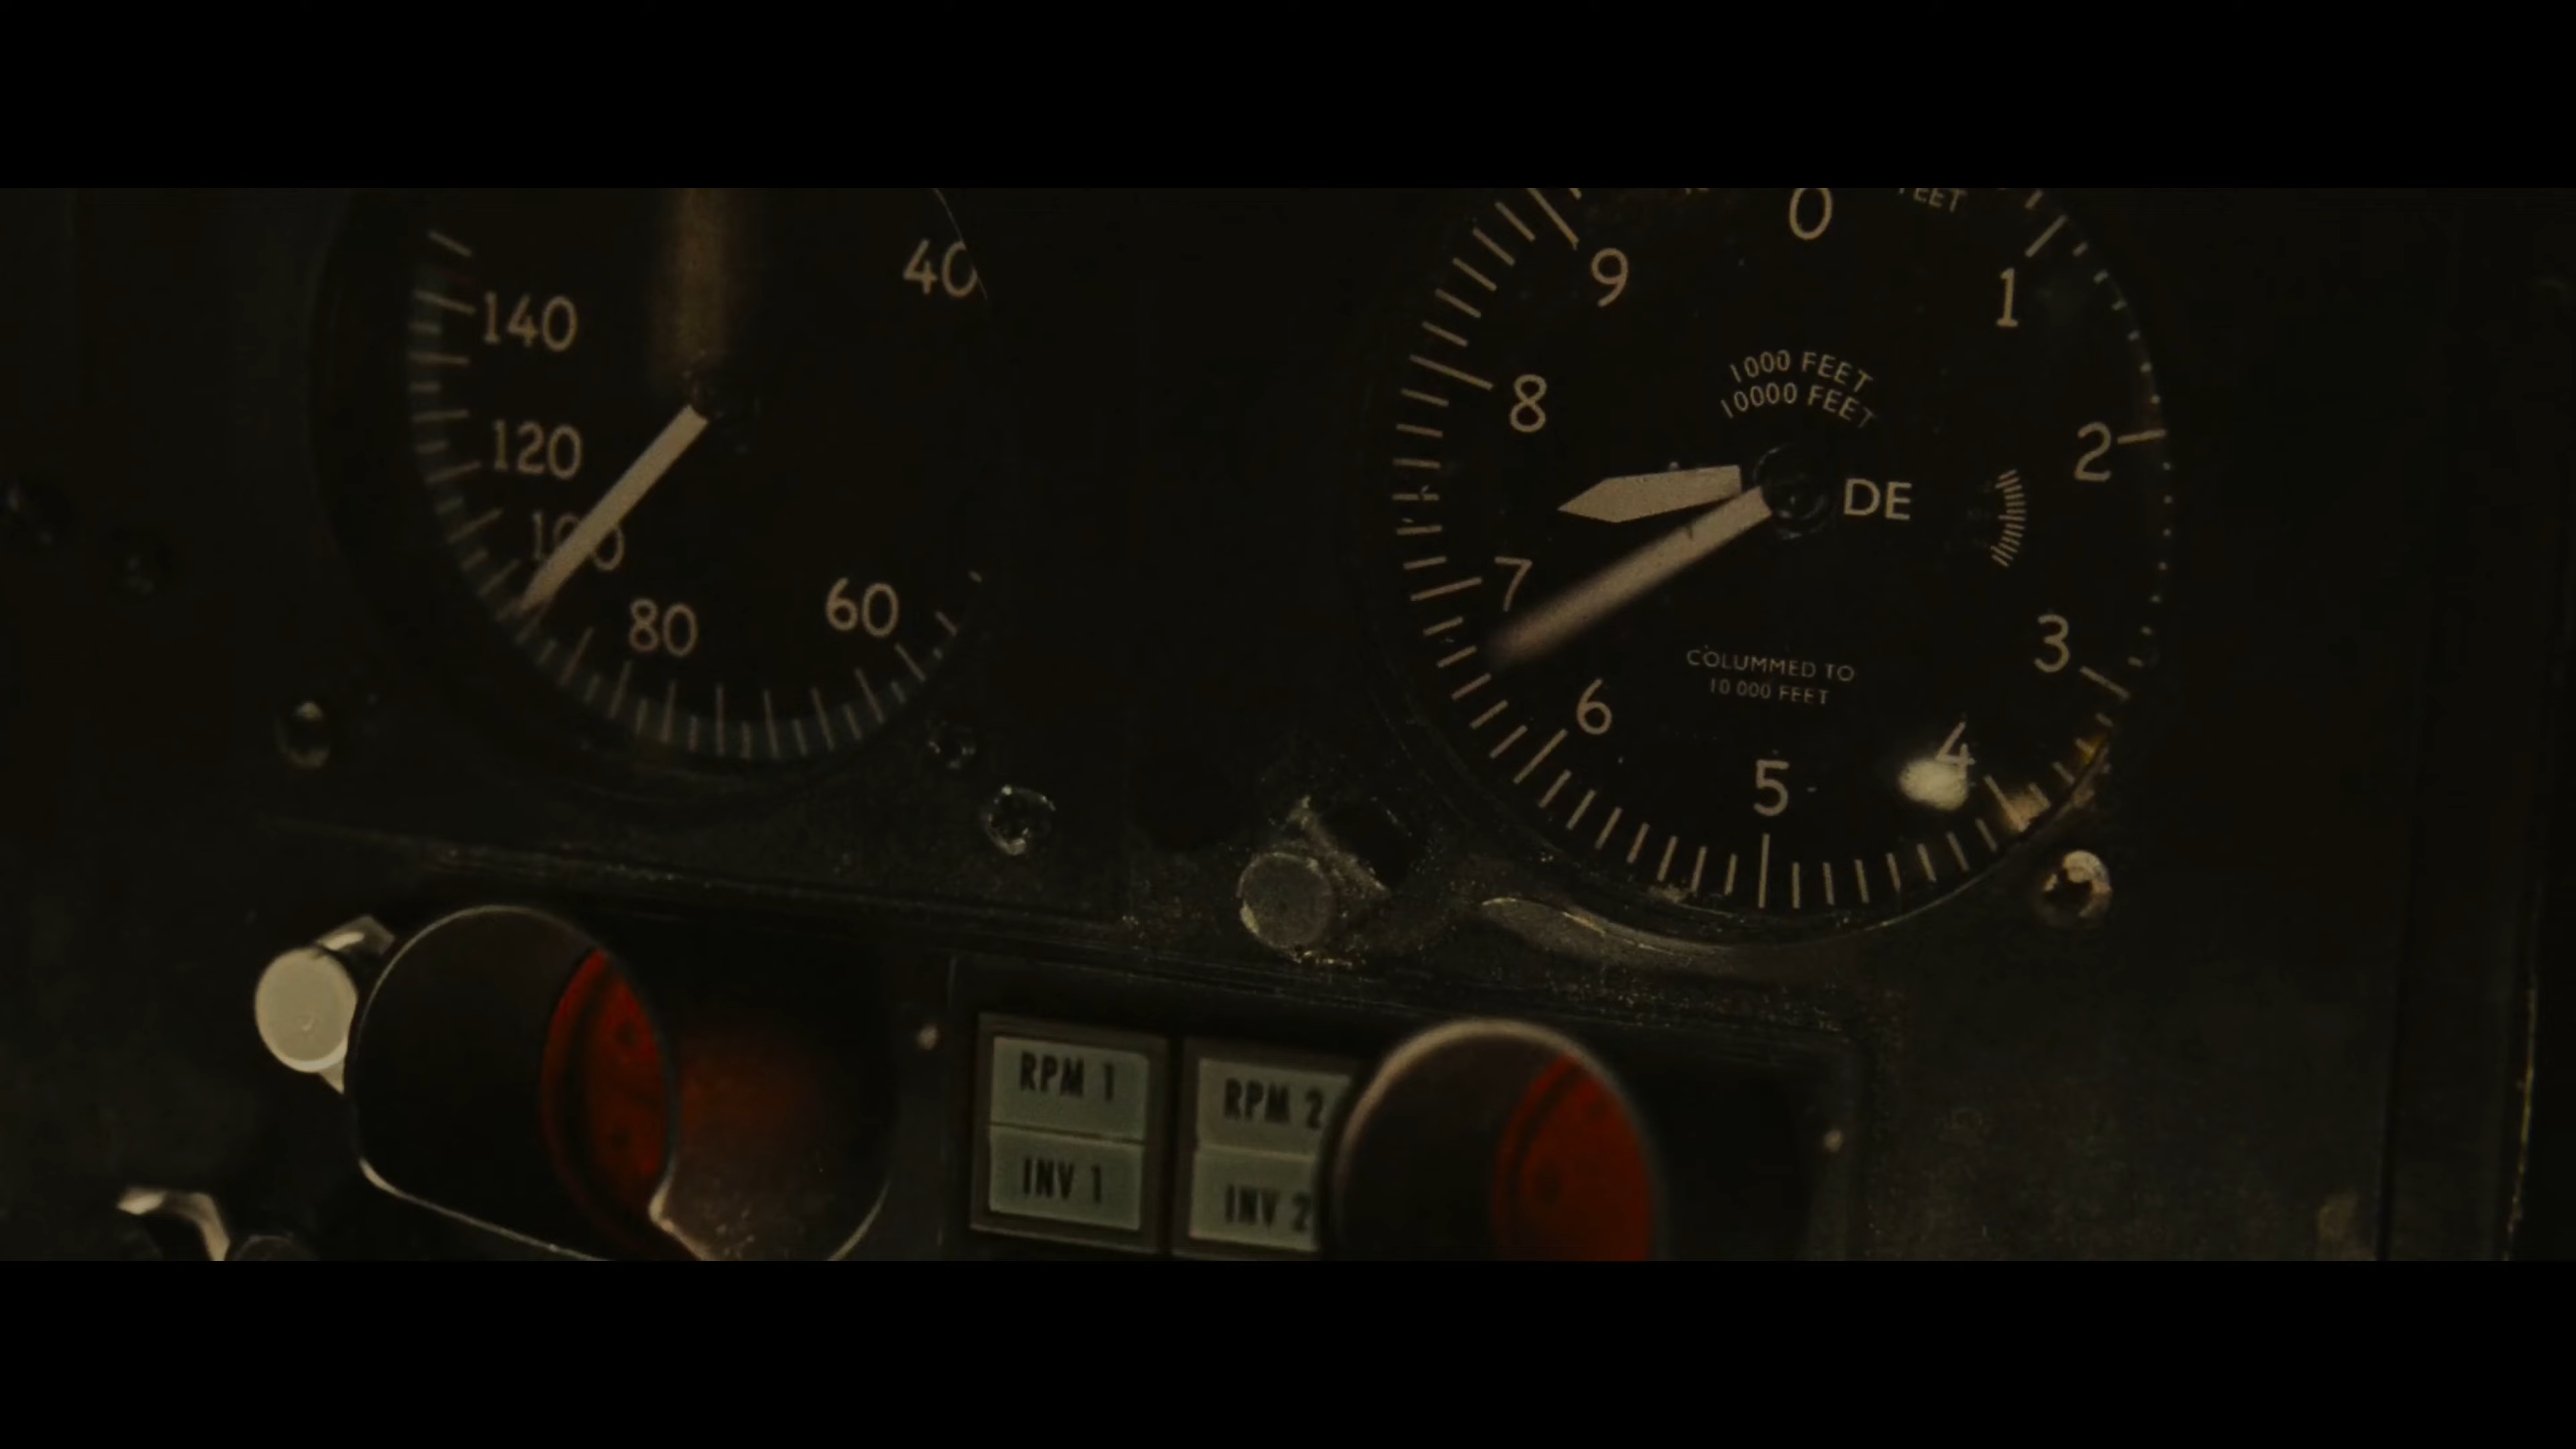 40
140
120
100
80
60
FEET
0
9
1
8
2
1000 FEET
10000 FEET
DE
7
3
COLUMMED TO
10 000 FEET
6
4
5
RPM 1
INV 1
RPM 2
INV 2